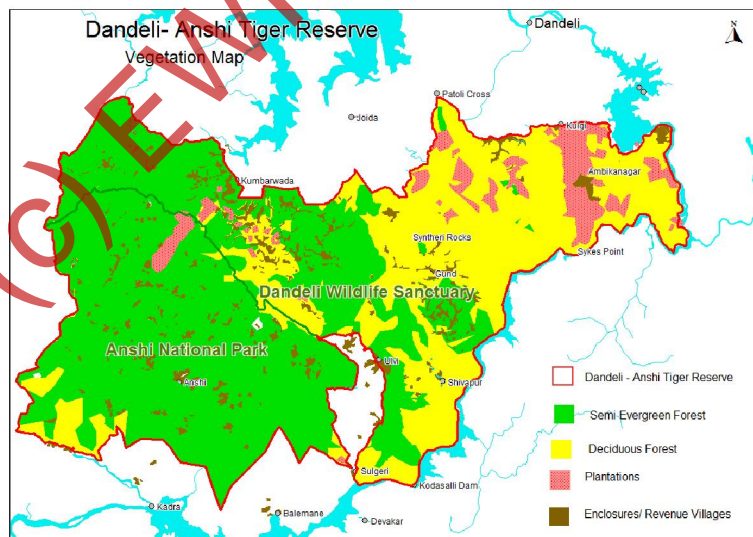 Dandeli- Anshi Tiger Reserve
Vegetation Map
(c) EW
Dandeli
N
Patoli Cross
Joida
Kulgi
Kumbarwada
Ambikanagar
Syntheri Rocks
Sykes Point
Gund
Dandeli Wildlife Sanctuary
Anshi National Park
Ulvi
Anshi
Shivapur
Dandeli - Anshi Tiger Reserve
Semi Evergreen Forest
Deciduous Forest
Plantations
Enclosures/ Revenue Villages
Sulgeri
Kodasalli Dam
Kadra
Balemane
Devakar